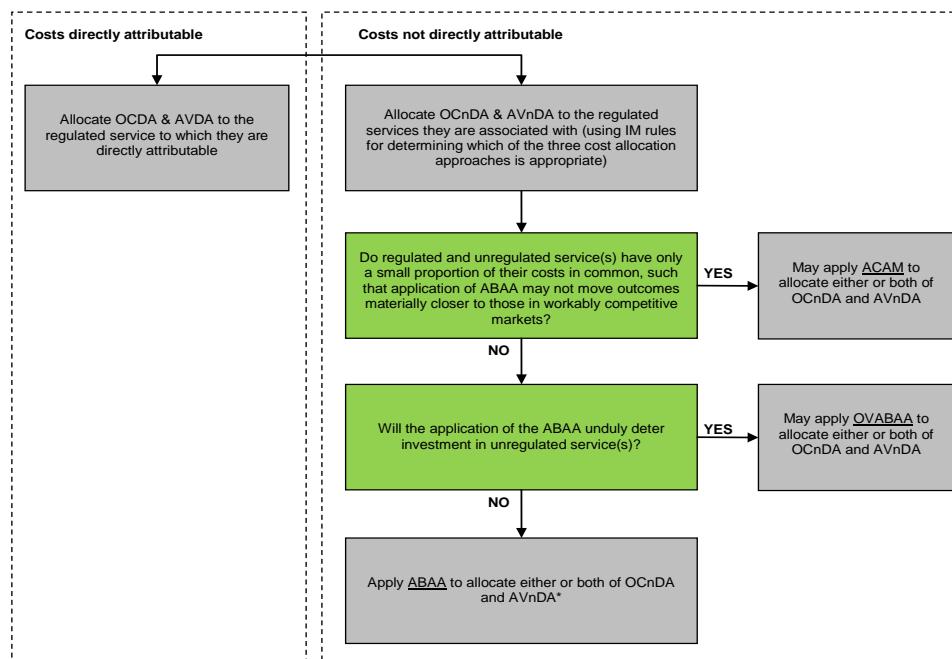 Costs directly attributable
Costs not directly attributable
Allocate OCDA & AVDA to the
regulated service to which they are
directly attributable
Allocate OCnDA & AVnDA to the regulated
services they are associated with (using IM rules
for determining which of the three cost allocation
approaches is appropriate)
Do regulated and unregulated service(s) have only
a small proportion of their costs in common, such
that application of ABAA may not move outcomes
materially closer to those in workably competitive
markets?
YES
May apply ACAM to
allocate either or both of
OCnDA and AVnDA
NO
Will the application of the ABAA unduly deter
investment in unregulated service(s)?
YES
May apply OVABAA to
allocate either or both of
OCnDA and AVnDA
NO
Apply ABAA to allocate either or both of OCnDA
and AVnDA*